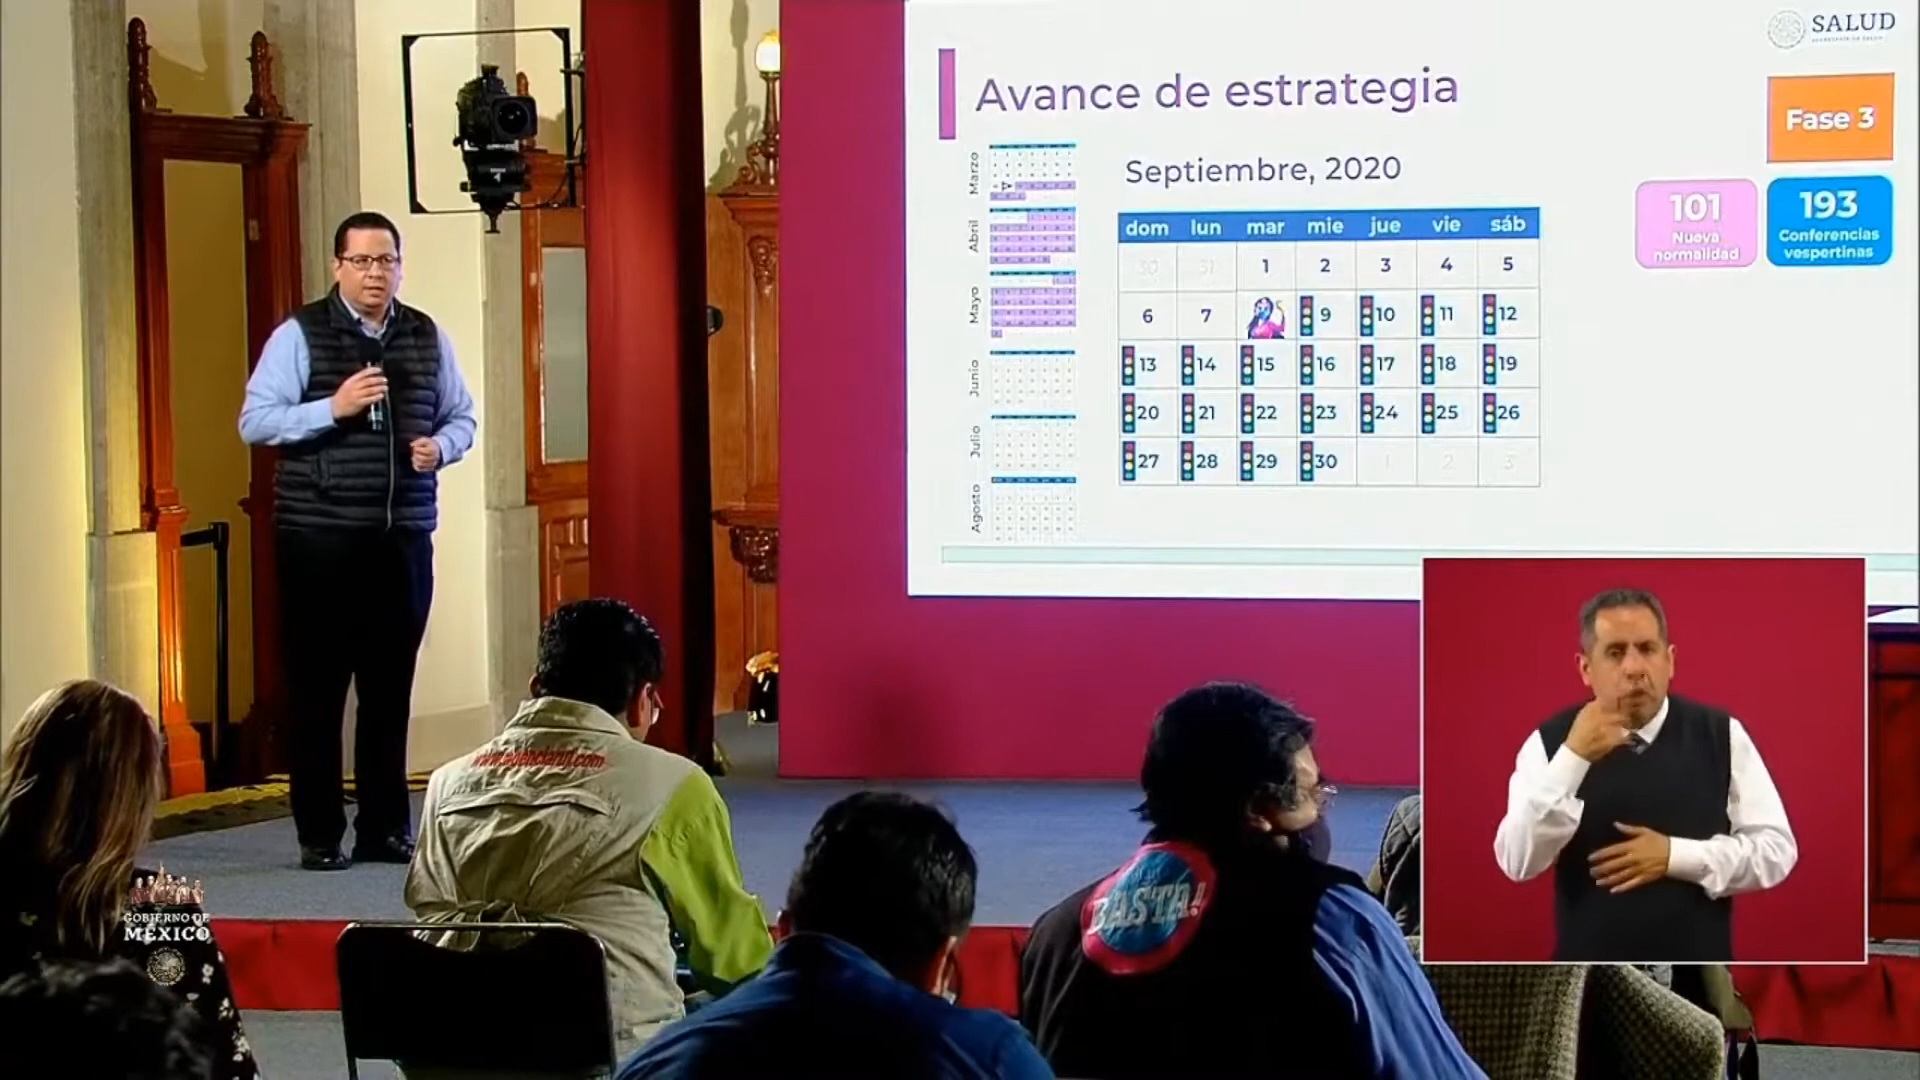 SALUD
SECRETARÍA DE SALUD
Avance de estrategia
Fase 3
Septiembre, 2020
101
Nueva
normalidad
193
Conferencias
vespertinas
Marzo
Abril
Mayo
Junio
Julio
Agosto
dom lun mar mie jue vie sáb
30 31 1 2 3 4 5
6 7 9 10 11 12
13 14 15 16 17 18 19
20 21 22 23 24 25 26
27 28 29 30 1 2 3
BASTA!
GOBIERNO DE
MÉXICO